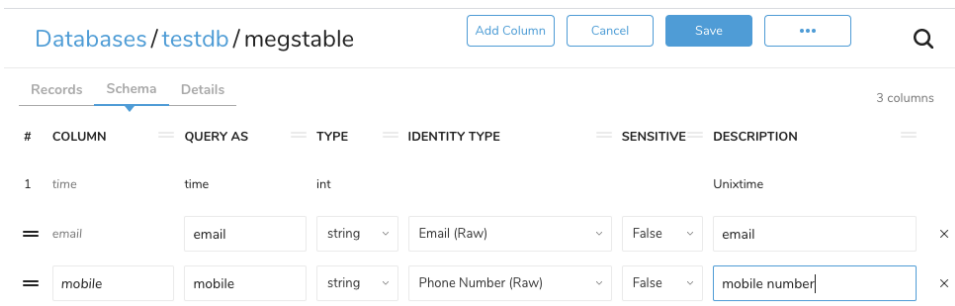 Databases / testdb / megstable Add Column Cancel Save •••
Records Schema Details
3 columns
# COLUMN QUERY AS TYPE IDENTITY TYPE SENSITIVE DESCRIPTION
1 time time int Unixtime
email email string Email (Raw) False email ×
mobile mobile string Phone Number (Raw) False mobile number ×